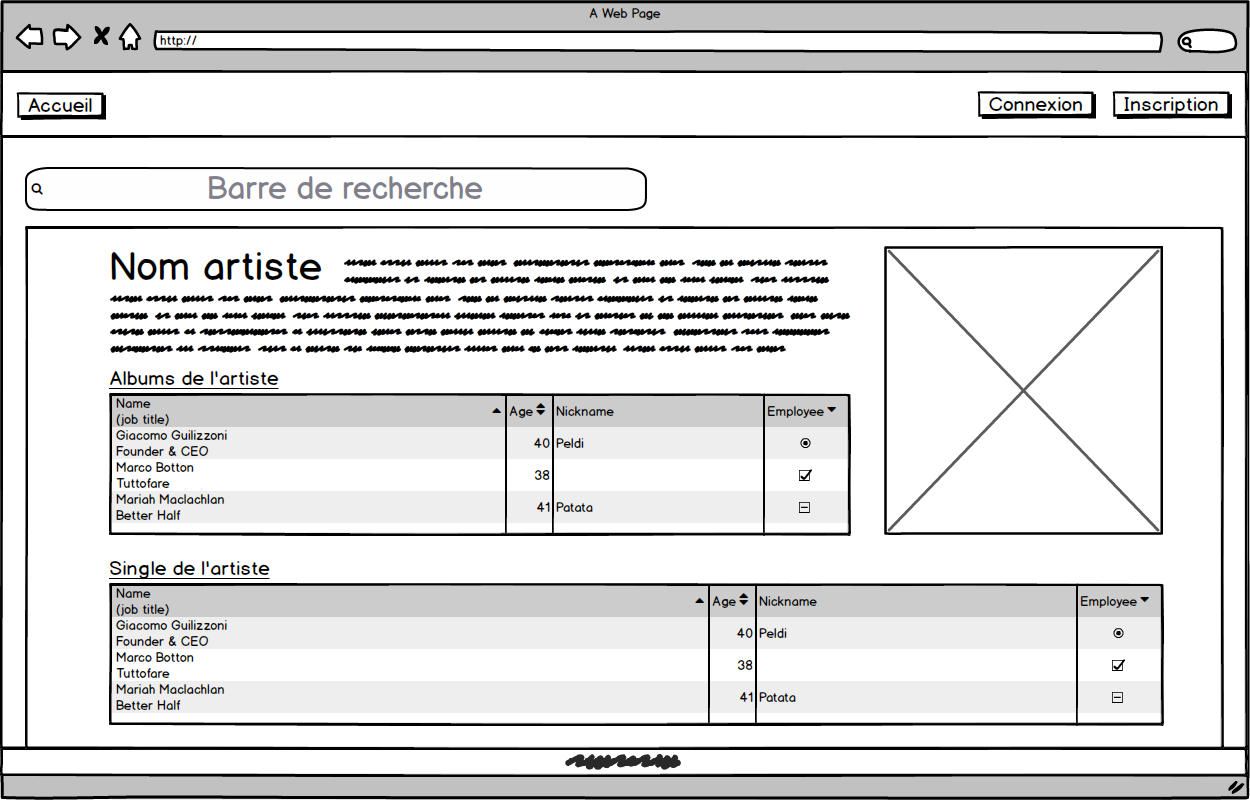 A Web Page
http://
Accueil
Connexion
Inscription
Barre de recherche
Nom artiste
Albums de l'artiste
Name
(job title)
Age
Nickname
Employee
Giacomo Guilizzoni
Founder & CEO
40
Peldi
Marco Botton
Tuttofare
38
Mariah Maclachlan
Better Half
41
Patata
Single de l'artiste
Name
(job title)
Age
Nickname
Employee
Giacomo Guilizzoni
Founder & CEO
40
Peldi
Marco Botton
Tuttofare
38
Mariah Maclachlan
Better Half
41
Patata